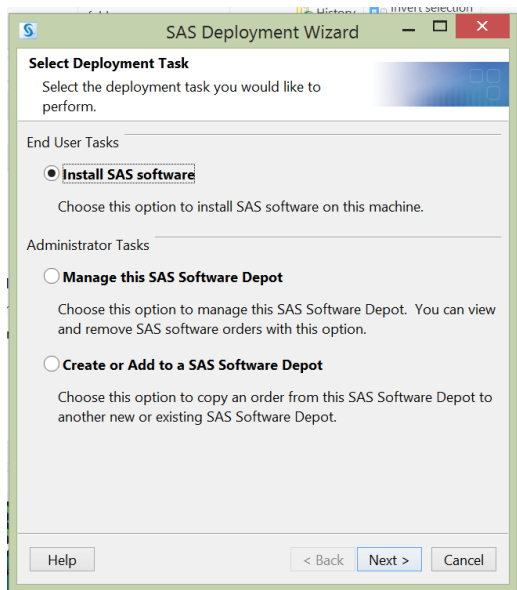 History
Invert selection
SAS Deployment Wizard
Select Deployment Task
Select the deployment task you would like to
perform.
End User Tasks
Install SAS software
Choose this option to install SAS software on this machine.
Administrator Tasks
Manage this SAS Software Depot
Choose this option to manage this SAS Software Depot. You can view
and remove SAS software orders with this option.
Create or Add to a SAS Software Depot
Choose this option to copy an order from this SAS Software Depot to
another new or existing SAS Software Depot.
Help
< Back
Next >
Cancel